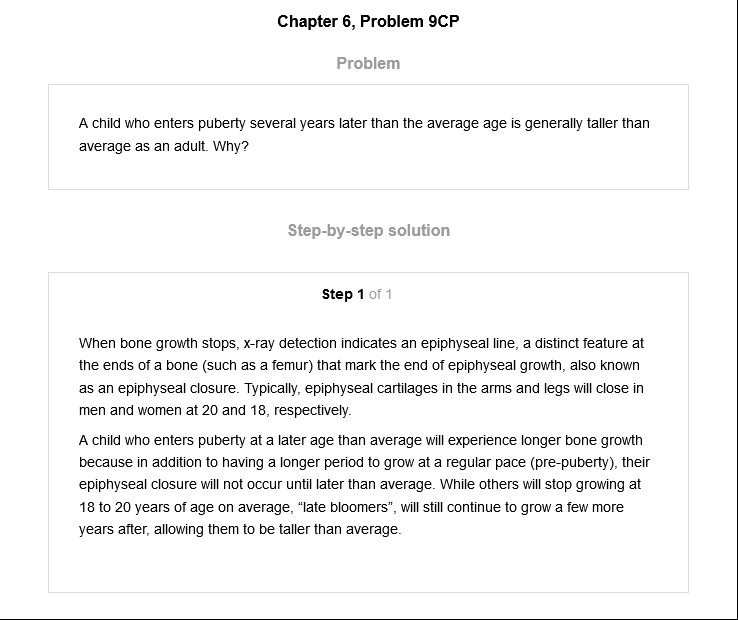 Chapter 6, Problem 9CP
Problem
A child who enters puberty several years later than the average age is generally taller than
average as an adult. Why?
Step-by-step solution
Step 1 of 1
When bone growth stops, x-ray detection indicates an epiphyseal line, a distinct feature at
the ends of a bone (such as a femur) that mark the end of epiphyseal growth, also known
as an epiphyseal closure. Typically, epiphyseal cartilages in the arms and legs will close in
men and women at 20 and 18, respectively.
A child who enters puberty at a later age than average will experience longer bone growth
because in addition to having a longer period to grow at a regular pace (pre-puberty), their
epiphyseal closure will not occur until later than average. While others will stop growing at
18 to 20 years of age on average, “late bloomers”, will still continue to grow a few more
years after, allowing them to be taller than average.